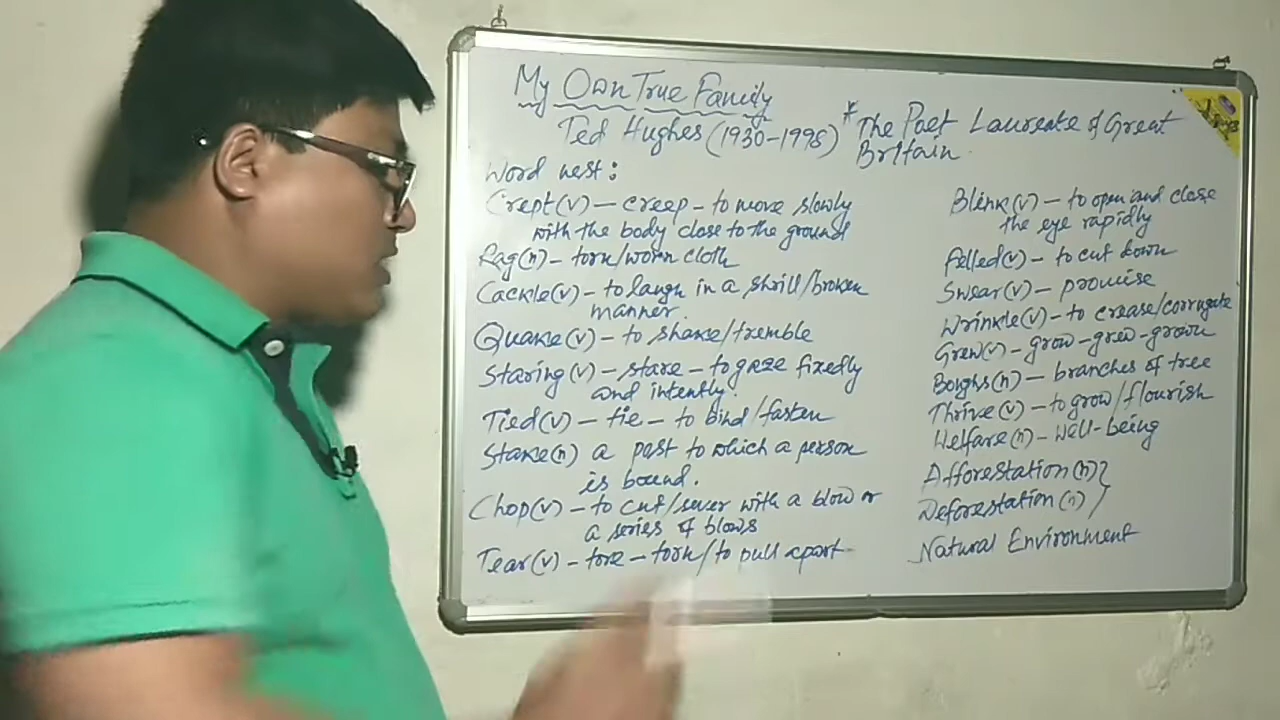 My Own True Family
Ted Hughes (1930-1998) * The Poet Laureate of Great
Britain.
Word nest:
Crept (v) — creep - to move slowly
with the body close to the ground
Rag (n) - torn/worn cloth
Cackle (v) - to laugh in a shrill/broken
manner.
Quake (v) - to shake/tremble
Staring (v) - stare - to gaze fixedly
and intently.
Tied (v) - tie - to bind/fasten
Stake (n) a post to which a person
is bound.
Chop (v) - to cut/sever with a blow or
a series of blows
Tear (v) - tore - torn/to pull apart
Blink (v) - to open and close
the eye rapidly
Felled (v) - to cut down
Swear (v) - promise
Wrinkle (v) - to crease/corrugate
Grew (v) - grow - grew - grown
Boughs (n) - branches of tree
Thrive (v) - to grow/flourish
Welfare (n) - Well-being
Afforestation (n) }
Deforestation (n)
Natural Environment